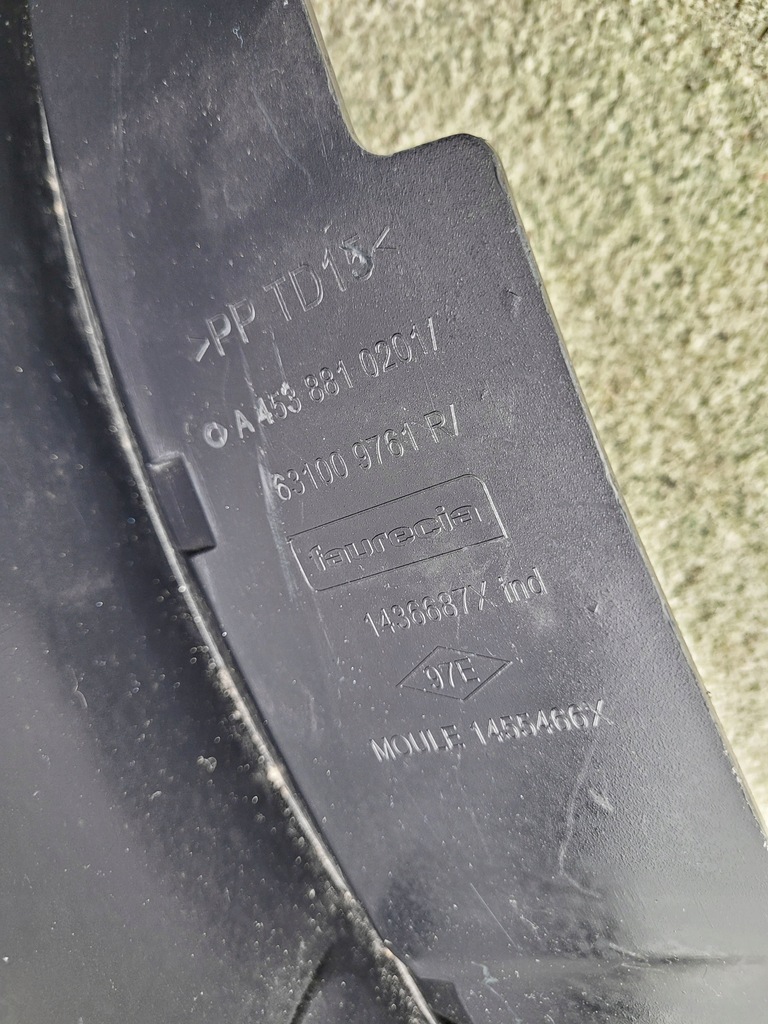 >PP TD15<
A 453 881 0201/
63100 9761 R/
faurecia
1436687X ind
97E
MOULE 1455466X